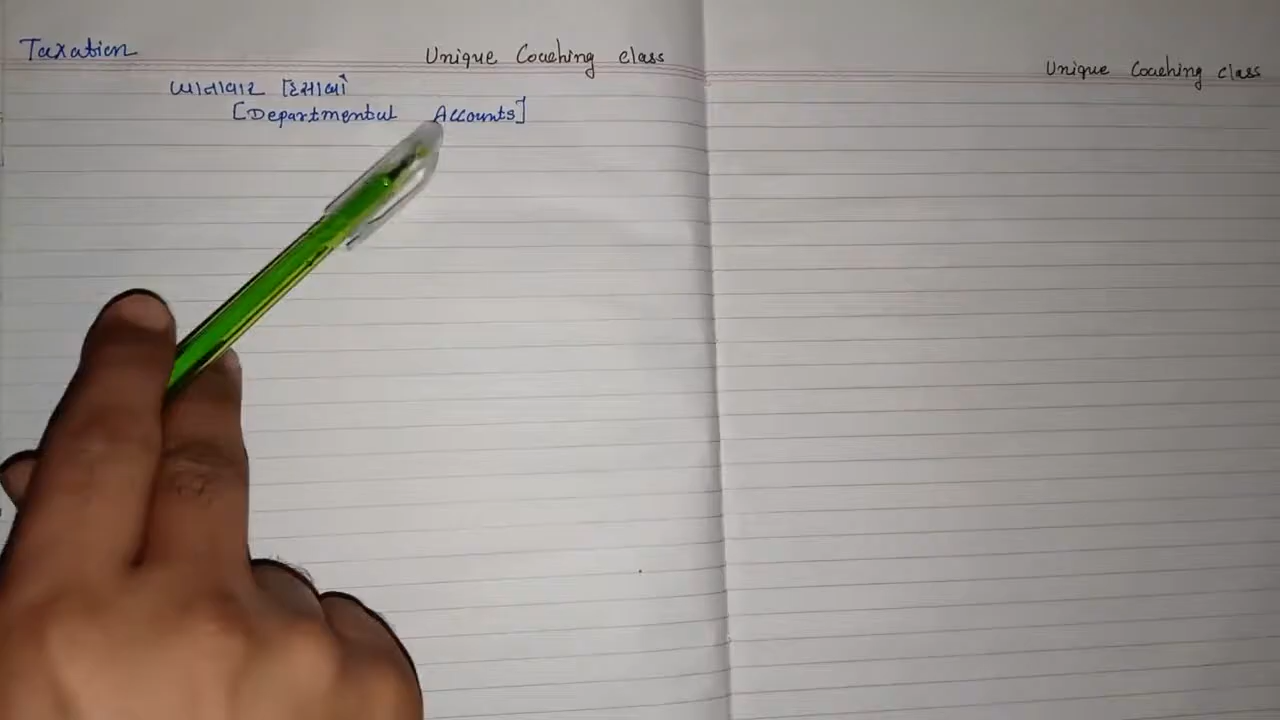 Taxation
Unique Coaching class
ખાતાવાર હિસાબો
[Departmental Accounts]
Unique Coaching class